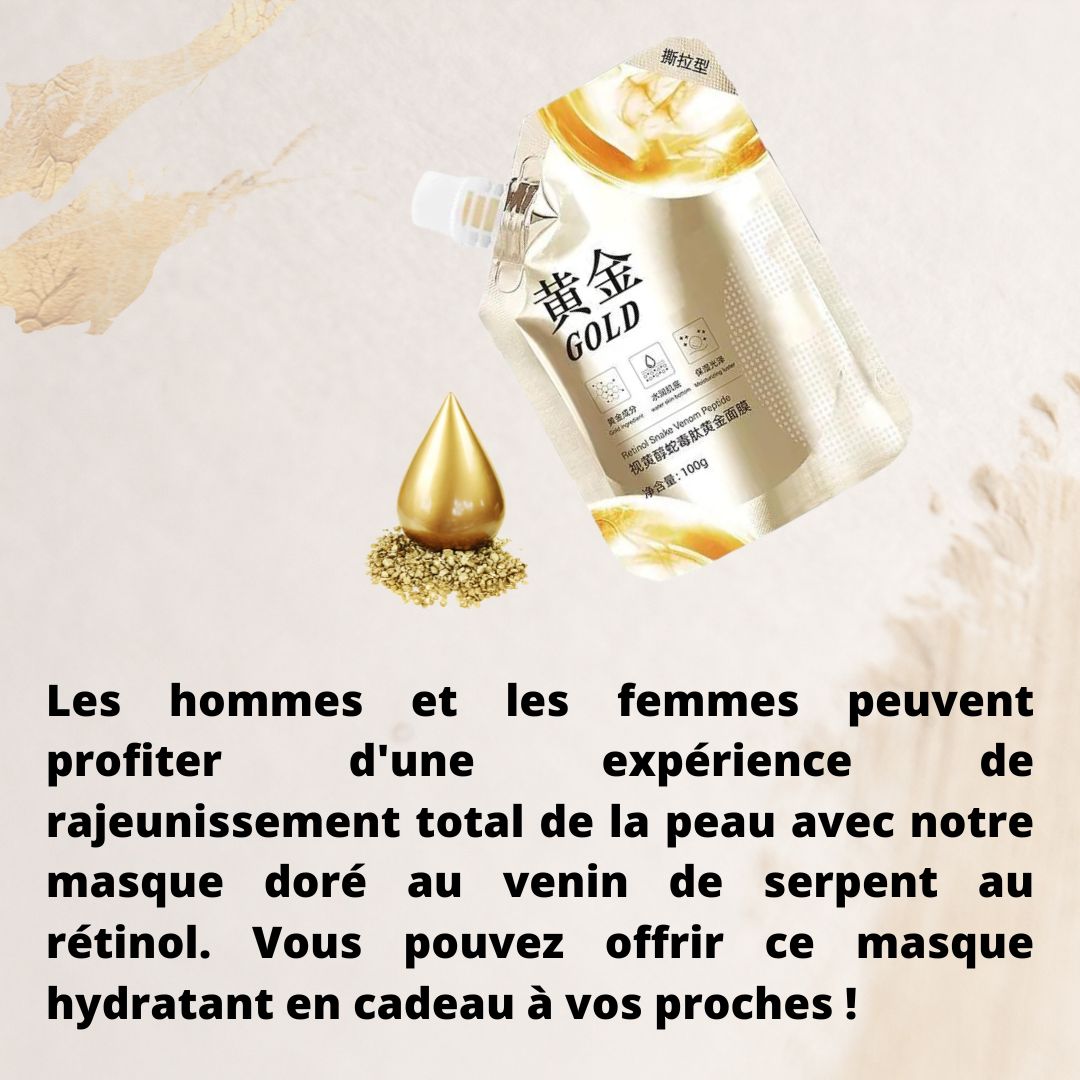 撕拉型
黄金
GOLD
黄金成分
Gold ingredient
水润肌底
water skin bottom
保湿光泽
Moisturizing luster
Retinol Snake Venom Peptide
视黄醇蛇毒肽黄金面膜
净含量：100g
Les hommes et les femmes peuvent
profiter d'une expérience de
rajeunissement total de la peau avec notre
masque doré au venin de serpent au
rétinol. Vous pouvez offrir ce masque
hydratant en cadeau à vos proches !